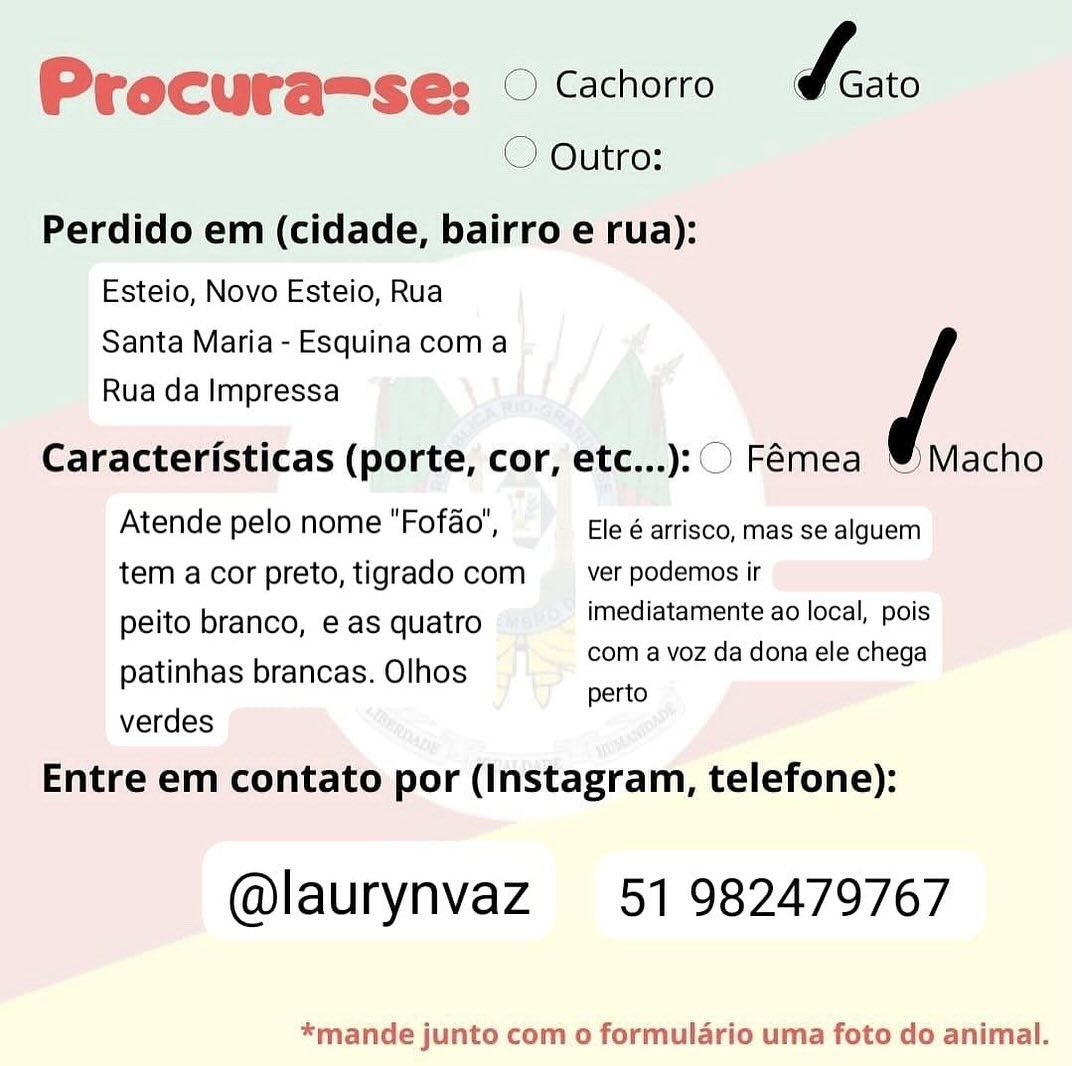 Procura-se: Cachorro Gato
Outro:
Perdido em (cidade, bairro e rua):
Esteio, Novo Esteio, Rua
Santa Maria - Esquina com a
Rua da Impressa
Características (porte, cor, etc...): Fêmea Macho
Atende pelo nome "Fofão",
tem a cor preto, tigrado com
peito branco, e as quatro
patinhas brancas. Olhos
verdes
Ele é arrisco, mas se alguem
ver podemos ir
imediatamente ao local, pois
com a voz da dona ele chega
perto
LIBERDADE IGUALDADE HUMANIDADE
Entre em contato por (Instagram, telefone):
@laurynvaz 51 982479767
*mande junto com o formulário uma foto do animal.